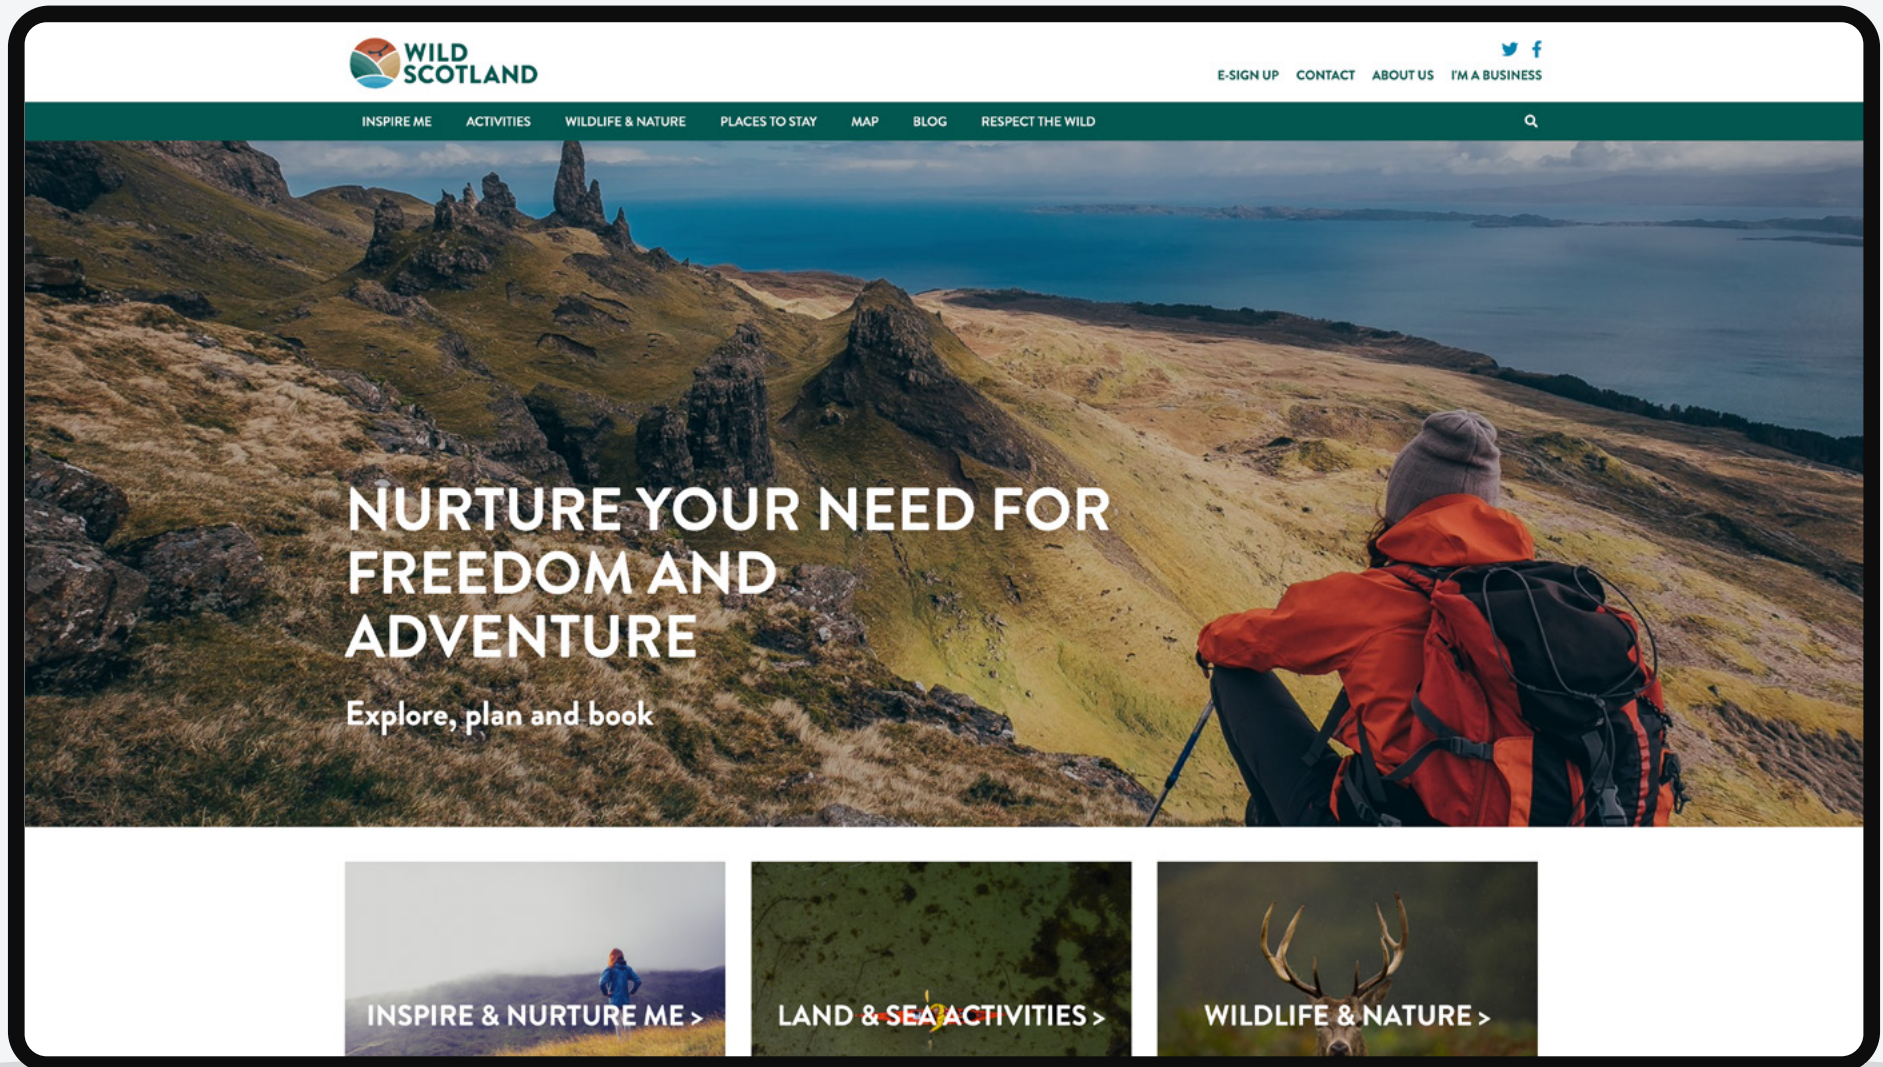 WILD
SCOTLAND
E-SIGN UP CONTACT ABOUT US I'M A BUSINESS
INSPIRE ME ACTIVITIES WILDLIFE & NATURE PLACES TO STAY MAP BLOG RESPECT THE WILD
NURTURE YOUR NEED FOR
FREEDOM AND
ADVENTURE
Explore, plan and book
INSPIRE & NURTURE ME > LAND & SEA ACTIVITIES > WILDLIFE & NATURE >